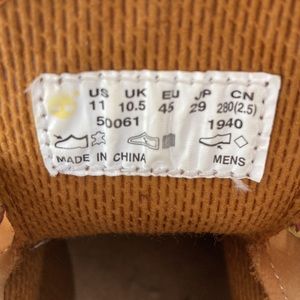 US UK EU JP CN
11 10.5 45 29 280(2.5)
50061 1940
MADE IN CHINA MENS